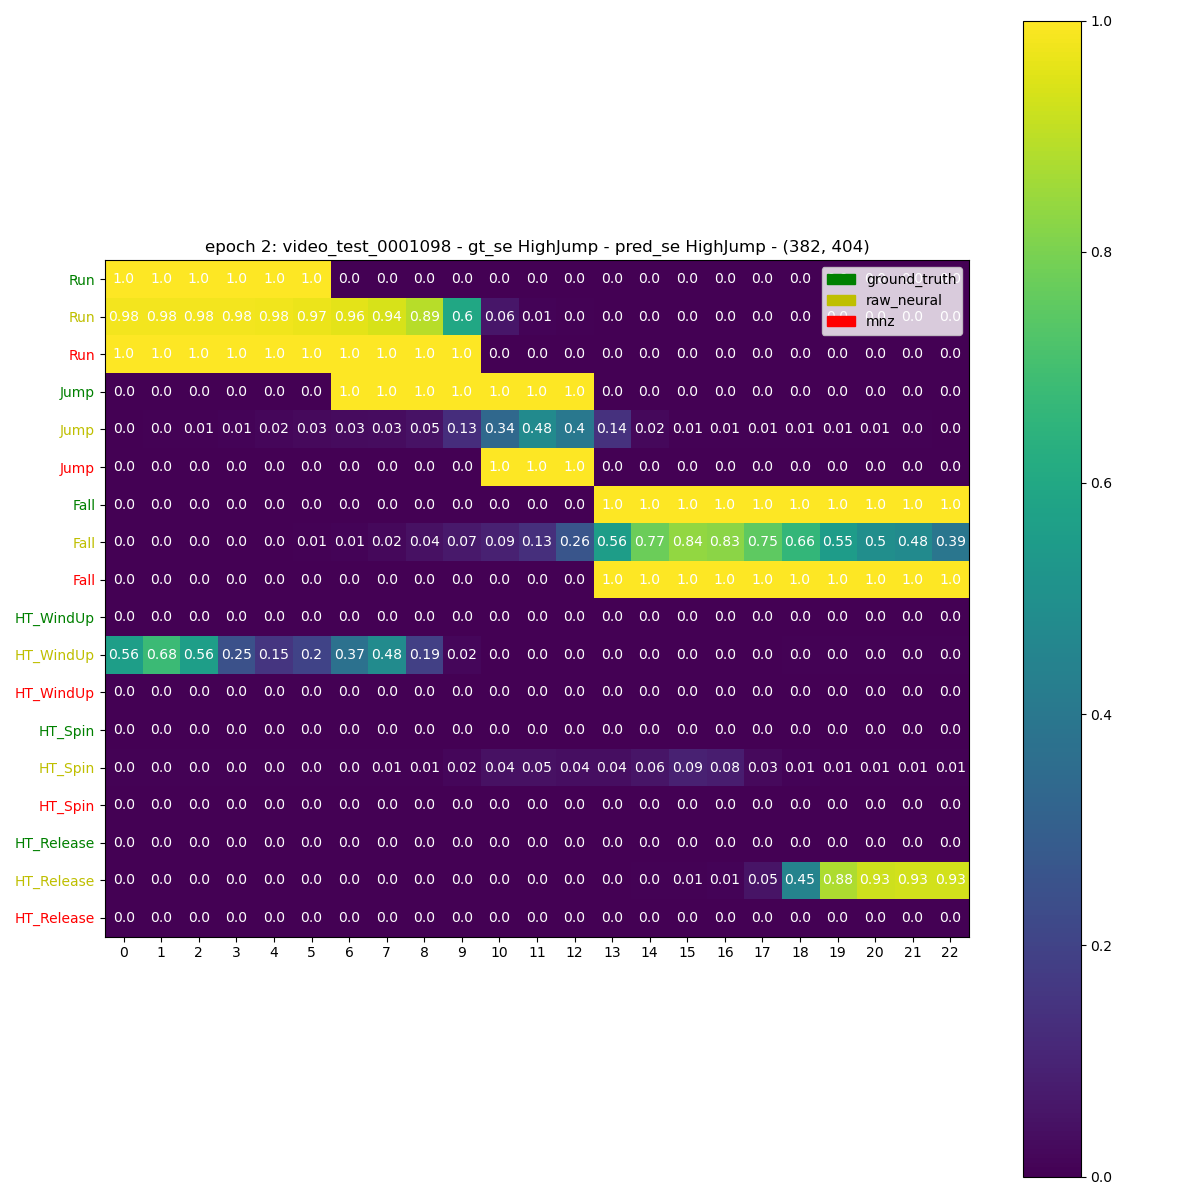 epoch 2: video_test_0001098 - gt_se HighJump - pred_se HighJump - (382, 404)
Run 1.0 1.0 1.0 1.0 1.0 1.0 0.0 0.0 0.0 0.0 0.0 0.0 0.0 0.0 0.0 0.0 0.0 0.0 0.0
Run 0.98 0.98 0.98 0.98 0.98 0.97 0.96 0.94 0.89 0.6 0.06 0.01 0.0 0.0 0.0 0.0 0.0 0.0 0.0 0.0 0.0 0.0 0.0
Run 1.0 1.0 1.0 1.0 1.0 1.0 1.0 1.0 1.0 1.0 0.0 0.0 0.0 0.0 0.0 0.0 0.0 0.0 0.0 0.0 0.0 0.0 0.0
Jump 0.0 0.0 0.0 0.0 0.0 0.0 1.0 1.0 1.0 1.0 1.0 1.0 1.0 0.0 0.0 0.0 0.0 0.0 0.0 0.0 0.0 0.0 0.0
Jump 0.0 0.0 0.01 0.01 0.02 0.03 0.03 0.03 0.05 0.13 0.34 0.48 0.4 0.14 0.02 0.01 0.01 0.01 0.01 0.01 0.01 0.0 0.0
Jump 0.0 0.0 0.0 0.0 0.0 0.0 0.0 0.0 0.0 0.0 1.0 1.0 1.0 0.0 0.0 0.0 0.0 0.0 0.0 0.0 0.0 0.0 0.0
Fall 0.0 0.0 0.0 0.0 0.0 0.0 0.0 0.0 0.0 0.0 0.0 0.0 0.0 1.0 1.0 1.0 1.0 1.0 1.0 1.0 1.0 1.0 1.0
Fall 0.0 0.0 0.0 0.0 0.0 0.01 0.01 0.02 0.04 0.07 0.09 0.13 0.26 0.56 0.77 0.84 0.83 0.75 0.66 0.55 0.5 0.48 0.39
Fall 0.0 0.0 0.0 0.0 0.0 0.0 0.0 0.0 0.0 0.0 0.0 0.0 0.0 1.0 1.0 1.0 1.0 1.0 1.0 1.0 1.0 1.0 1.0
HT_WindUp 0.0 0.0 0.0 0.0 0.0 0.0 0.0 0.0 0.0 0.0 0.0 0.0 0.0 0.0 0.0 0.0 0.0 0.0 0.0 0.0 0.0 0.0 0.0
HT_WindUp 0.56 0.68 0.56 0.25 0.15 0.2 0.37 0.48 0.19 0.02 0.0 0.0 0.0 0.0 0.0 0.0 0.0 0.0 0.0 0.0 0.0 0.0 0.0
HT_WindUp 0.0 0.0 0.0 0.0 0.0 0.0 0.0 0.0 0.0 0.0 0.0 0.0 0.0 0.0 0.0 0.0 0.0 0.0 0.0 0.0 0.0 0.0 0.0
HT_Spin 0.0 0.0 0.0 0.0 0.0 0.0 0.0 0.0 0.0 0.0 0.0 0.0 0.0 0.0 0.0 0.0 0.0 0.0 0.0 0.0 0.0 0.0 0.0
HT_Spin 0.0 0.0 0.0 0.0 0.0 0.0 0.0 0.01 0.01 0.02 0.04 0.05 0.04 0.04 0.06 0.09 0.08 0.03 0.01 0.01 0.01 0.01 0.01
HT_Spin 0.0 0.0 0.0 0.0 0.0 0.0 0.0 0.0 0.0 0.0 0.0 0.0 0.0 0.0 0.0 0.0 0.0 0.0 0.0 0.0 0.0 0.0 0.0
HT_Release 0.0 0.0 0.0 0.0 0.0 0.0 0.0 0.0 0.0 0.0 0.0 0.0 0.0 0.0 0.0 0.0 0.0 0.0 0.0 0.0 0.0 0.0 0.0
HT_Release 0.0 0.0 0.0 0.0 0.0 0.0 0.0 0.0 0.0 0.0 0.0 0.0 0.0 0.0 0.0 0.01 0.01 0.05 0.45 0.88 0.93 0.93 0.93
HT_Release 0.0 0.0 0.0 0.0 0.0 0.0 0.0 0.0 0.0 0.0 0.0 0.0 0.0 0.0 0.0 0.0 0.0 0.0 0.0 0.0 0.0 0.0 0.0
0 1 2 3 4 5 6 7 8 9 10 11 12 13 14 15 16 17 18 19 20 21 22
ground_truth
raw_neural
mnz
1.0
0.8
0.6
0.4
0.2
0.0